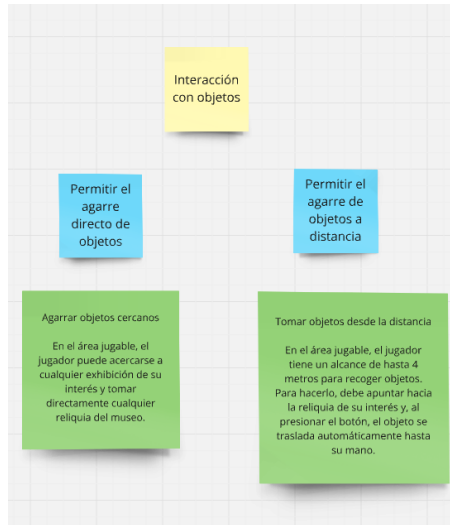 Interacción
con objetos
Permitir el
agarre
directo de
objetos
Permitir el
agarre de
objetos a
distancia
Agarrar objetos cercanos
En el área jugable, el
jugador puede acercarse a
cualquier exhibición de su
interés y tomar
directamente cualquier
reliquia del museo.
Tomar objetos desde la distancia
En el área jugable, el jugador
tiene un alcance de hasta 4
metros para recoger objetos.
Para hacerlo, debe apuntar hacia
la reliquia de su interés y, al
presionar el botón, el objeto se
traslada automáticamente hasta
su mano.